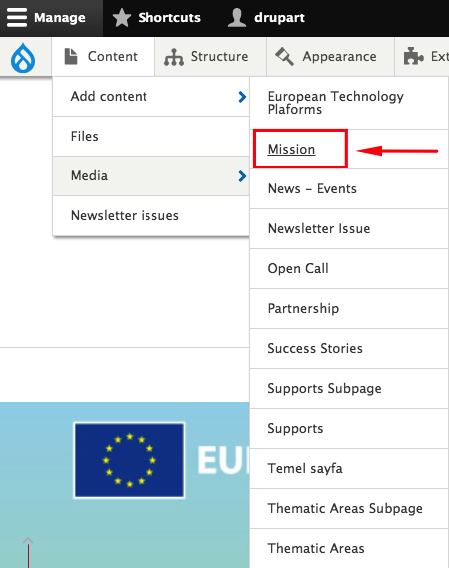 Manage Shortcuts drupart
Content Structure Appearance Ext
Add content
Files
Media
Newsletter issues
European Technology
Plaforms
Mission
News – Events
Newsletter Issue
Open Call
Partnership
Success Stories
Supports Subpage
Supports
Temel sayfa
Thematic Areas Subpage
Thematic Areas
EU